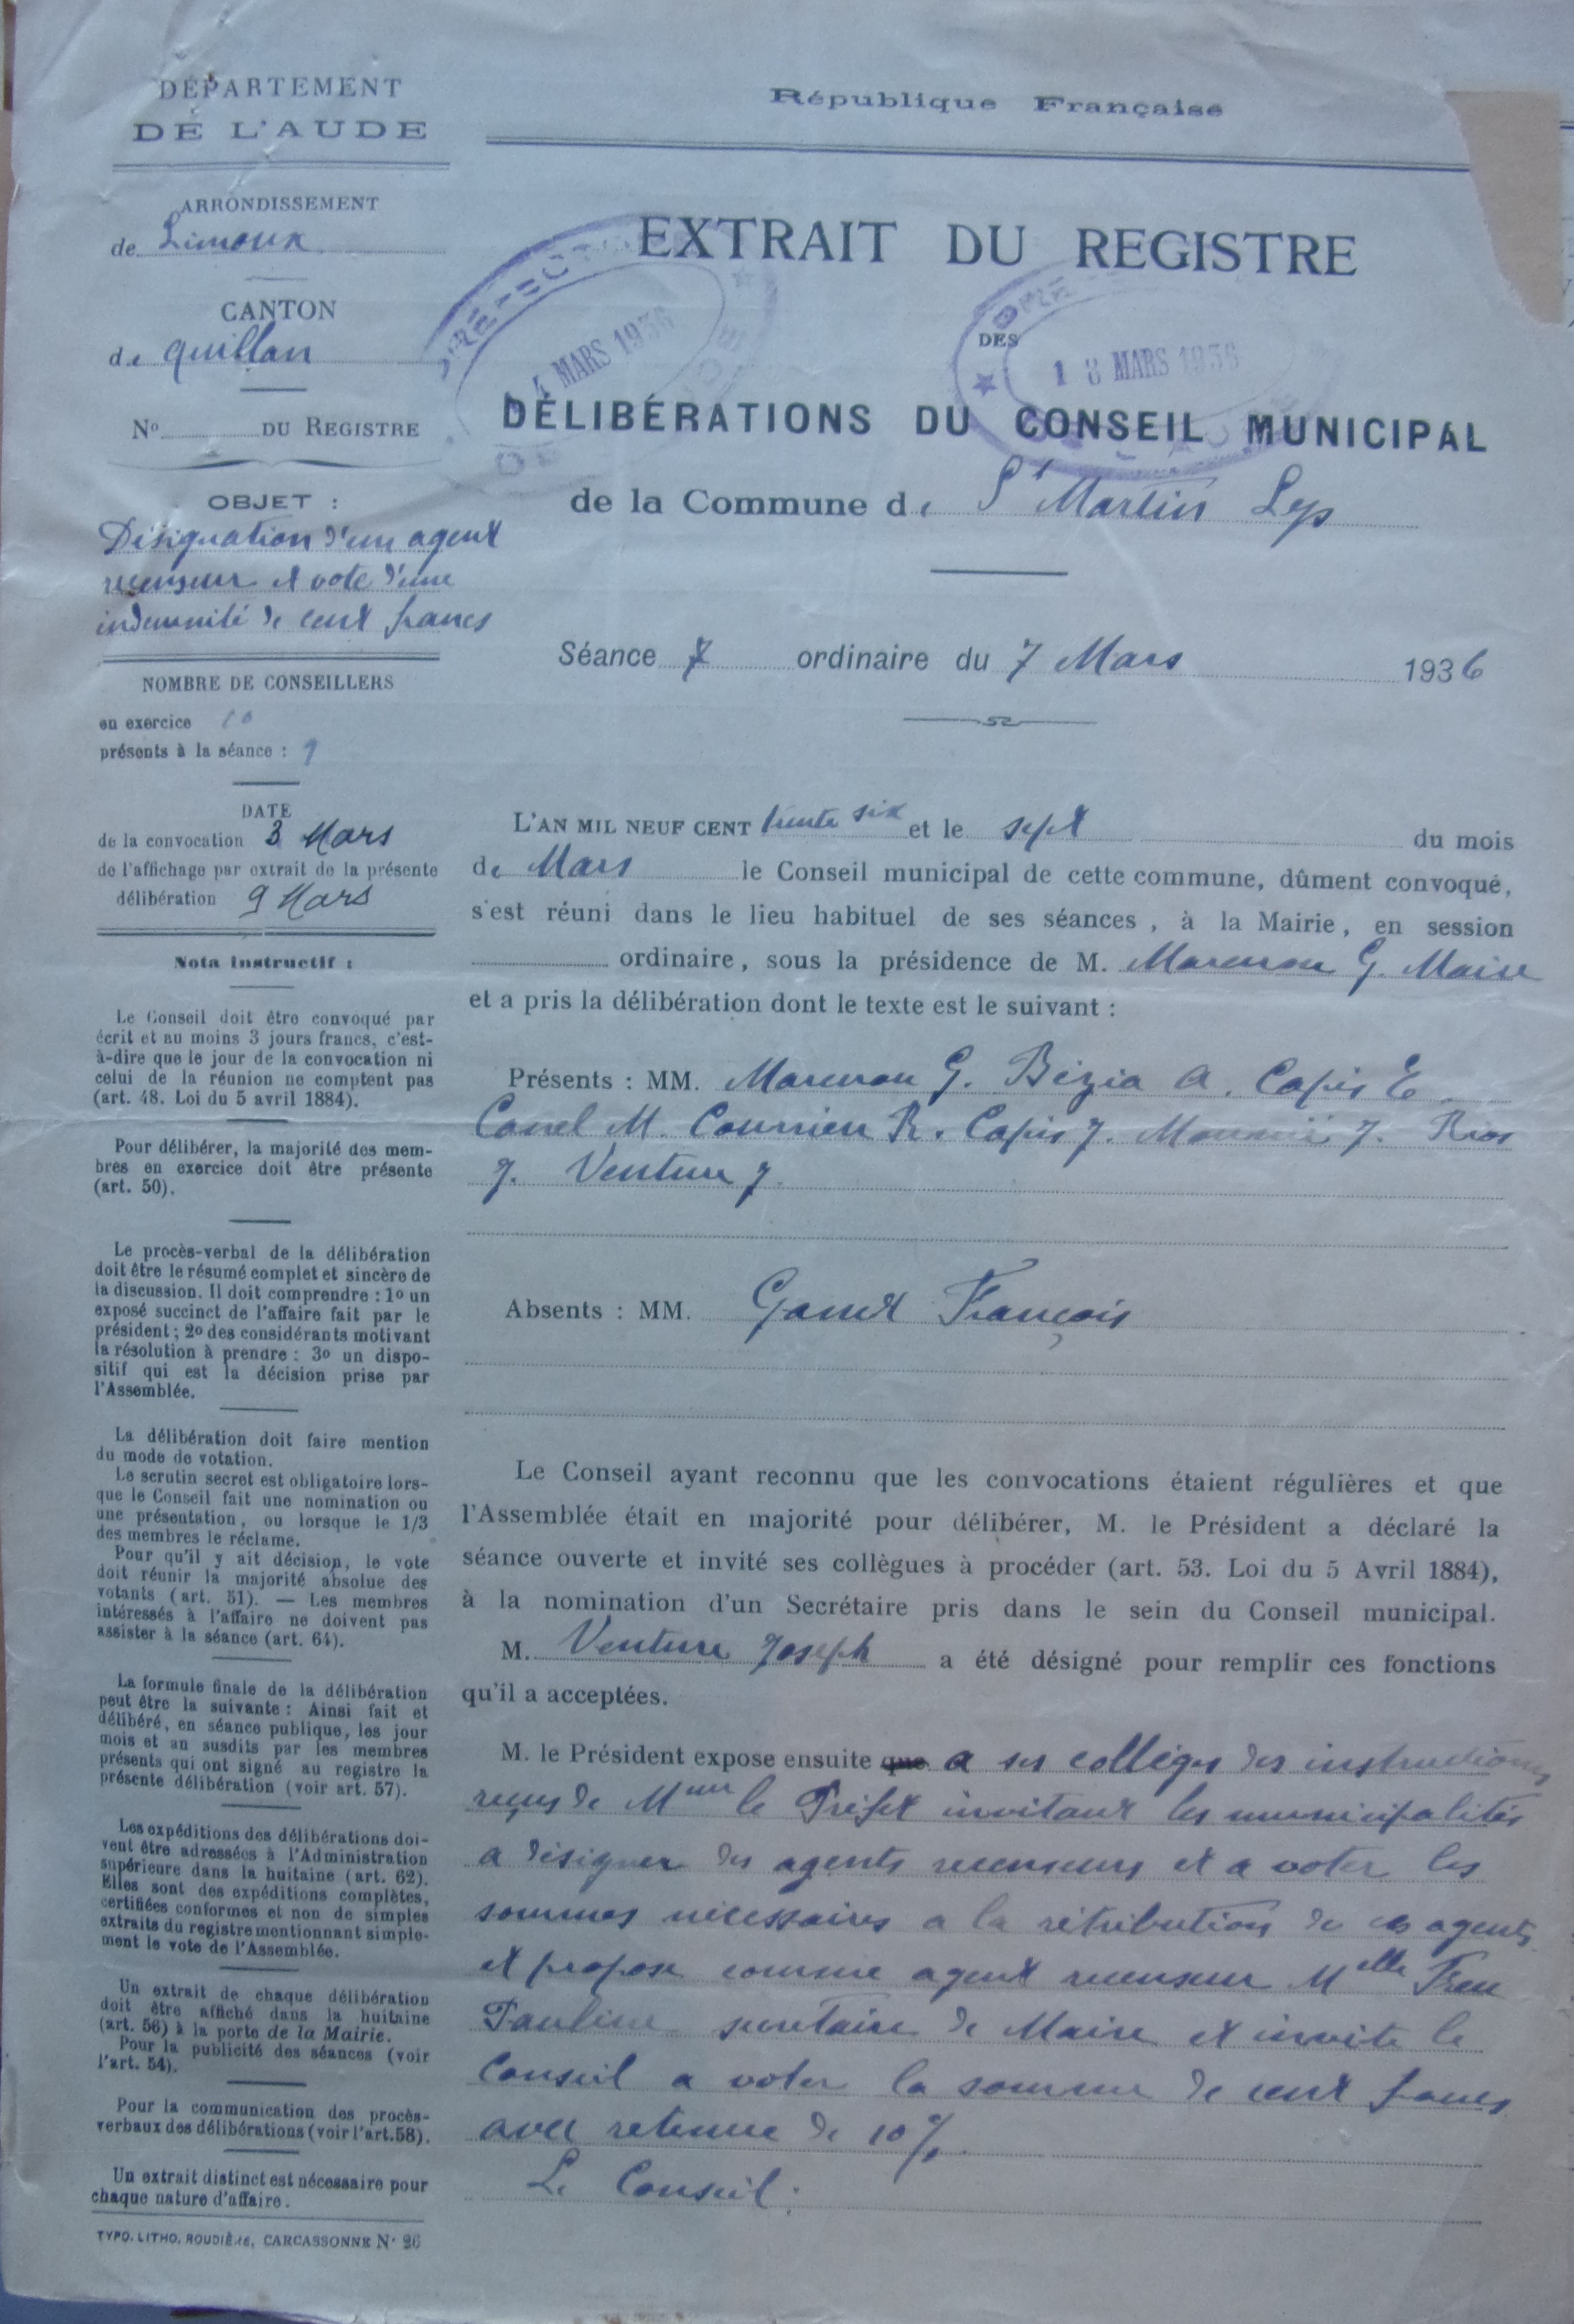 DÉPARTEMENT
DE L'AUDE
ARRONDISSEMENT
de Limoux
CANTON
de Quillan
No DU REGISTRE
OBJET :
Désignation d'un agent
recenseur et vote d'une
indemnité de cent francs
NOMBRE DE CONSEILLERS
en exercice 10
présents à la séance : 9
DATE
de la convocation 3 Mars
de l'affichage par extrait de la présente
délibération 9 Mars
Nota instructif :
Le Conseil doit être convoqué par
écrit et au moins 3 jours francs, c'est-
à-dire que le jour de la convocation ni
celui de la réunion ne comptent pas
(art. 48. Loi du 5 avril 1884).
Pour délibérer, la majorité des mem-
bres en exercice doit être présente
(art. 50).
Le procès-verbal de la délibération
doit être le résumé complet et sincère de
la discussion. Il doit comprendre : 1o un
exposé succinct de l'affaire fait par le
président ; 2o des considérants motivant
la résolution à prendre : 3o un dispo-
sitif qui est la décision prise par
l'Assemblée.
La délibération doit faire mention
du mode de votation.
Le scrutin secret est obligatoire lors-
que le Conseil fait une nomination ou
une présentation, ou lorsque le 1/3
des membres le réclame.
Pour qu'il y ait décision, le vote
doit réunir la majorité absolue des
votants (art. 51). — Les membres
intéressés à l'affaire ne doivent pas
assister à la séance (art. 64).
La formule finale de la délibération
peut être la suivante : Ainsi fait et
délibéré, en séance publique, les jour
mois et an susdits par les membres
présents qui ont signé au registre la
présente délibération (voir art. 57).
Les expéditions des délibérations doi-
vent être adressées à l'Administration
supérieure dans la huitaine (art. 62).
Elles sont des expéditions complètes,
certifiées conformes et non de simples
extraits du registre mentionnant simple-
ment le vote de l'Assemblée.
Un extrait de chaque délibération
doit être affiché dans la huitaine
(art. 56) à la porte de la Mairie.
Pour la publicité des séances (voir
l'art. 54).
Pour la communication des procès-
verbaux des délibérations (voir l'art. 58).
Un extrait distinct est nécessaire pour
chaque nature d'affaire.
TYPO. LITHO. ROUDIÈRE, CARCASSONNE No 26
République Française
EXTRAIT DU REGISTRE
4 MARS 1936
DES
18 MARS 1936
DÉLIBÉRATIONS DU CONSEIL MUNICIPAL
de la Commune de St Martin Lys
Séance ordinaire du 7 Mars 1936
L'AN MIL NEUF CENT trente six et le sept du mois
de Mars le Conseil municipal de cette commune, dûment convoqué,
s'est réuni dans le lieu habituel de ses séances, à la Mairie, en session
ordinaire, sous la présidence de M. G. Maire
et a pris la délibération dont le texte est le suivant :
Présents : MM. G. Bézia A. Capis E
Canel M. Courrieu R. Capis J. J. Rios
J. Venture J.
Absents : MM. François
Le Conseil ayant reconnu que les convocations étaient régulières et que
l'Assemblée était en majorité pour délibérer, M. le Président a déclaré la
séance ouverte et invité ses collègues à procéder (art. 53. Loi du 5 Avril 1884),
à la nomination d'un Secrétaire pris dans le sein du Conseil municipal.
M. Venture Joseph a été désigné pour remplir ces fonctions
qu'il a acceptées.
M. le Président expose ensuite que a ses collègues des instructions
reçues de Mr le Préfet invitant les municipalités
a désigner des agents recenseurs et a voter les
sommes nécessaires a la rétribution de ces agents
et propose comme agent recenseur Melle
Pauline secrétaire de Mairie et invite le
Conseil a voter la somme de cent francs
avec retenue de 10 %.
Le Conseil :